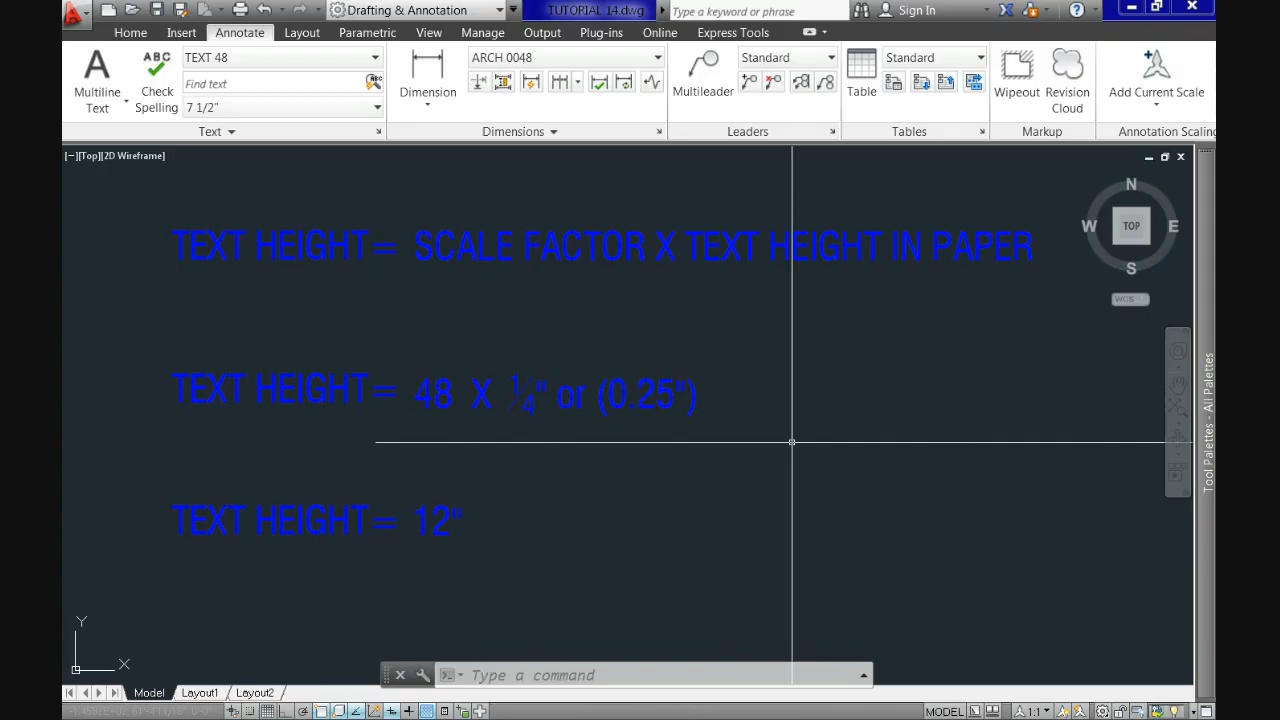 Drafting & Annotation
TUTORIAL 14.dwg
Type a keyword or phrase
Sign In
Home Insert Annotate Layout Parametric View Manage Output Plug-ins Online Express Tools
Multiline Text
ABC
Check Spelling
TEXT 48
Find text
7 1/2"
Text
Dimension
ARCH 0048
Dimensions
Multileader
Standard
Leaders
Table
Standard
Tables
Wipeout
Revision Cloud
Markup
Add Current Scale
Annotation Scaling
[−][Top][2D Wireframe]
N
W TOP E
S
WCS
TEXT HEIGHT= SCALE FACTOR X TEXT HEIGHT IN PAPER
TEXT HEIGHT= 48 X 1/4" or (0.25")
TEXT HEIGHT= 12"
Tool Palettes - All Palettes
Y
X
Type a command
Model Layout1 Layout2
MODEL
1:1